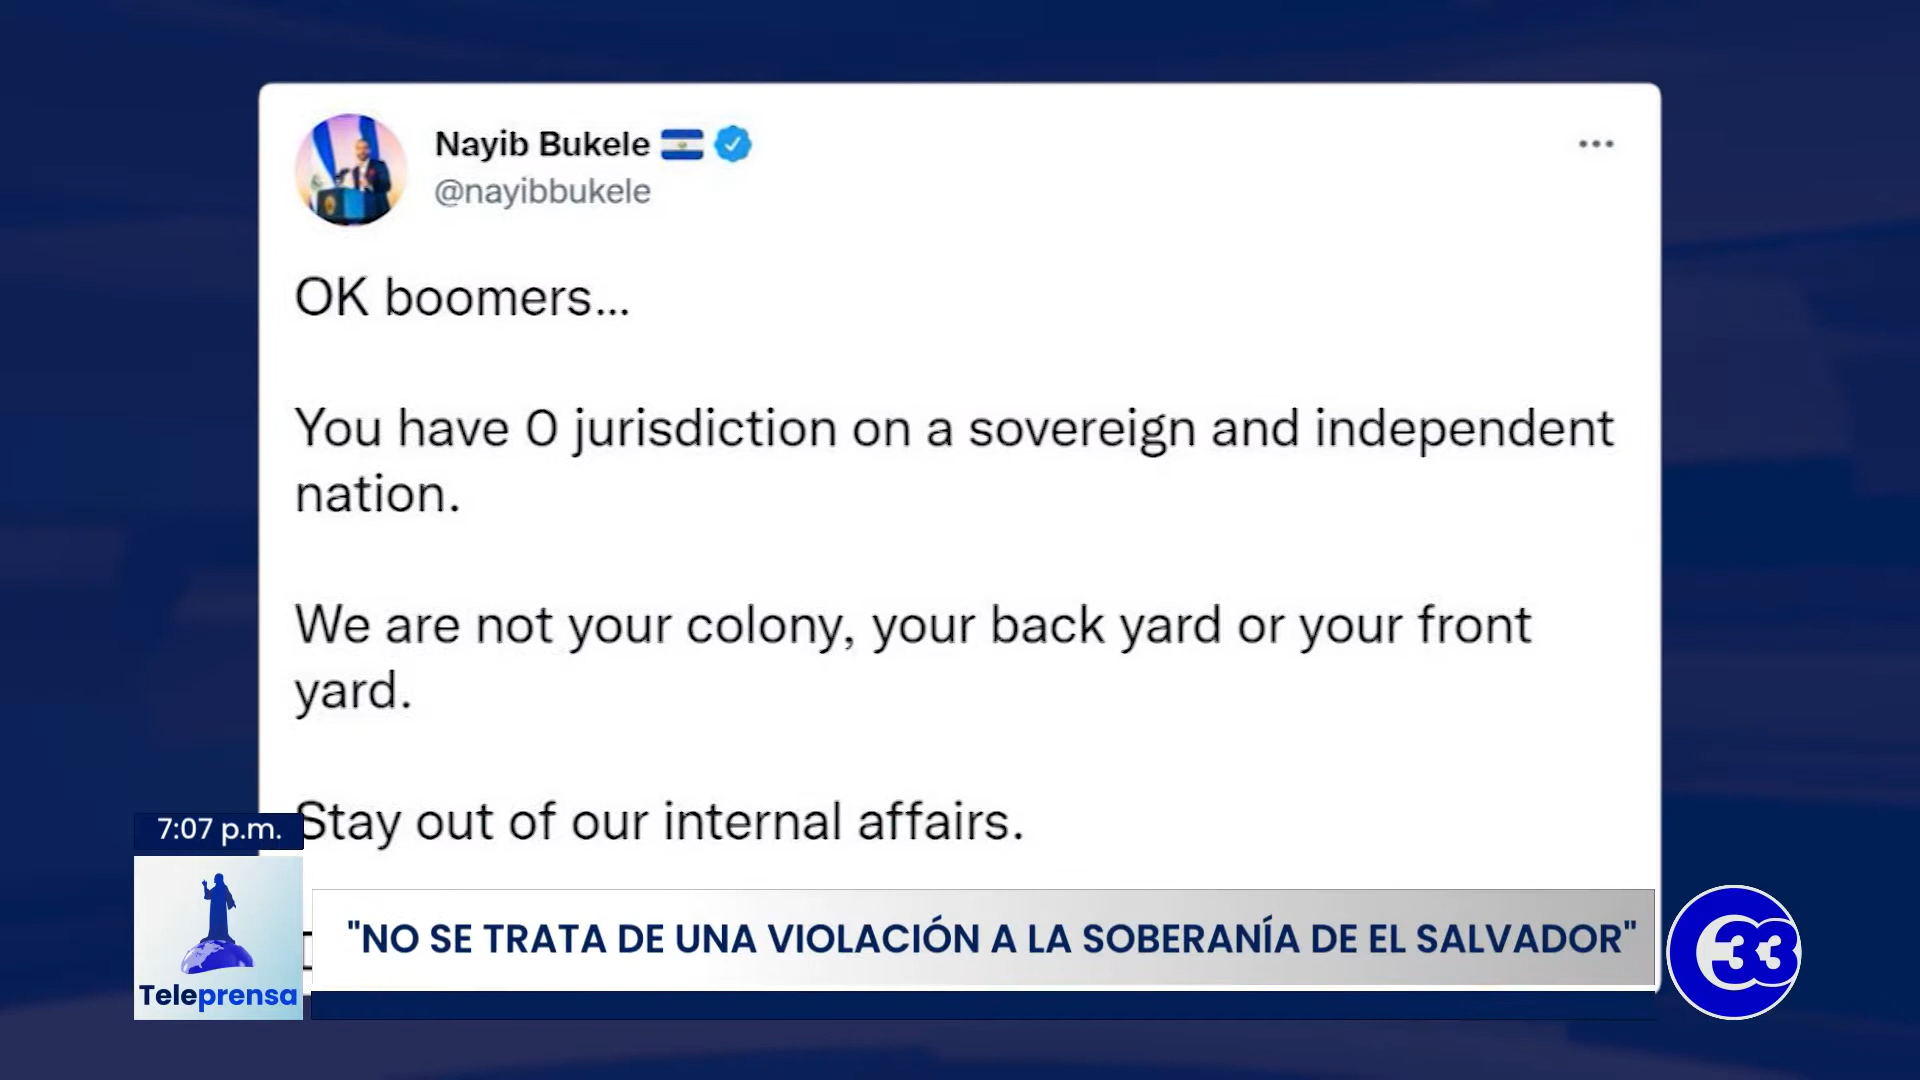 Nayib Bukele
@nayibbukele
OK boomers...
You have 0 jurisdiction on a sovereign and independent
nation.
We are not your colony, your back yard or your front
yard.
Stay out of our internal affairs.
7:07 p.m.
"NO SE TRATA DE UNA VIOLACIÓN A LA SOBERANÍA DE EL SALVADOR"
Teleprensa
33